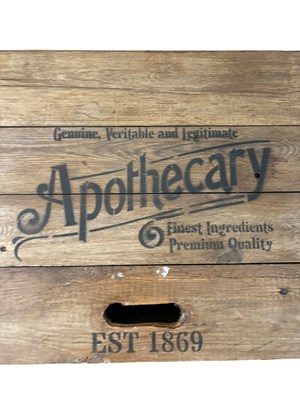 Genuine, Veritable and Legitimate
Apothecary
Finest Ingredients
Premium Quality
EST 1869